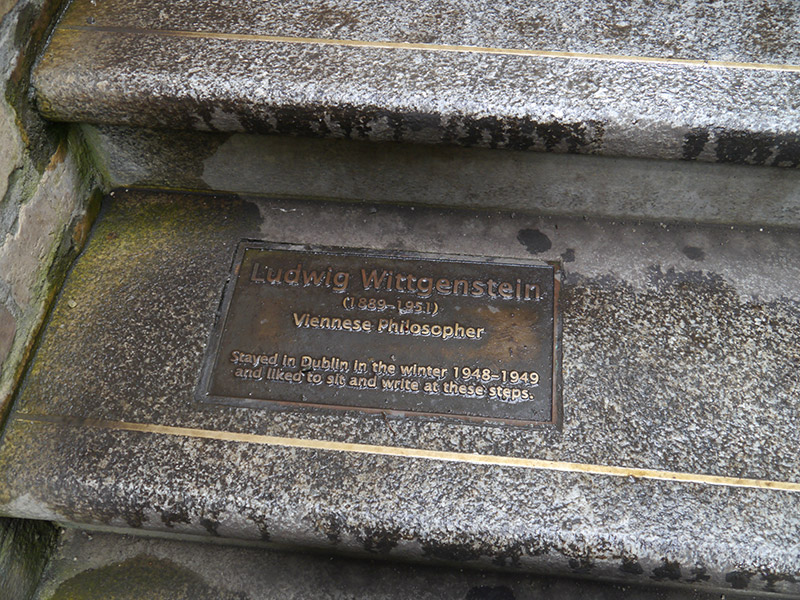 Ludwig Wittgenstein
(1889–1951)
Viennese Philosopher
Stayed in Dublin in the winter 1948–1949
and liked to sit and write at these steps.